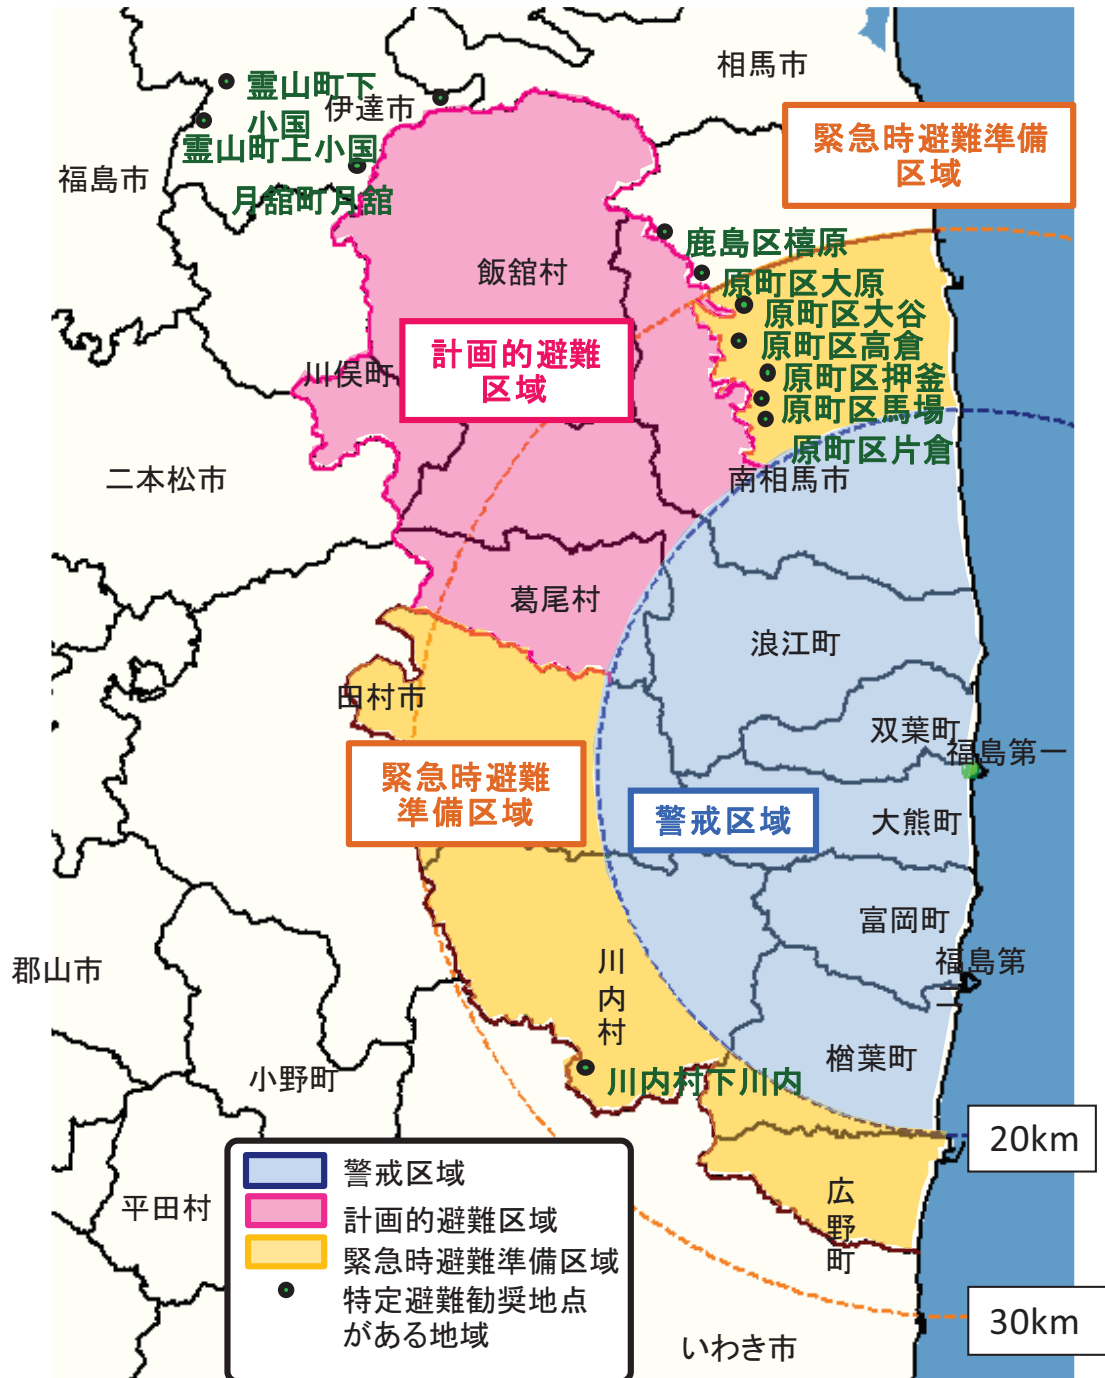 相馬市
霊山町下
小国
伊達市
霊山町上小国
福島市
月舘町月舘
緊急時避難準備
区域
鹿島区橲原
飯舘村
原町区大原
原町区大谷
原町区高倉
計画的避難
区域
川俣町
原町区押釜
原町区馬場
原町区片倉
二本松市
南相馬市
葛尾村
浪江町
田村市
双葉町
福島第一
緊急時避難
準備区域
警戒区域
大熊町
富岡町
川内村
福島第
二
郡山市
楢葉町
小野町
川内村下川内
20km
平田村
広野町
警戒区域
計画的避難区域
緊急時避難準備区域
特定避難勧奨地点
がある地域
30km
いわき市